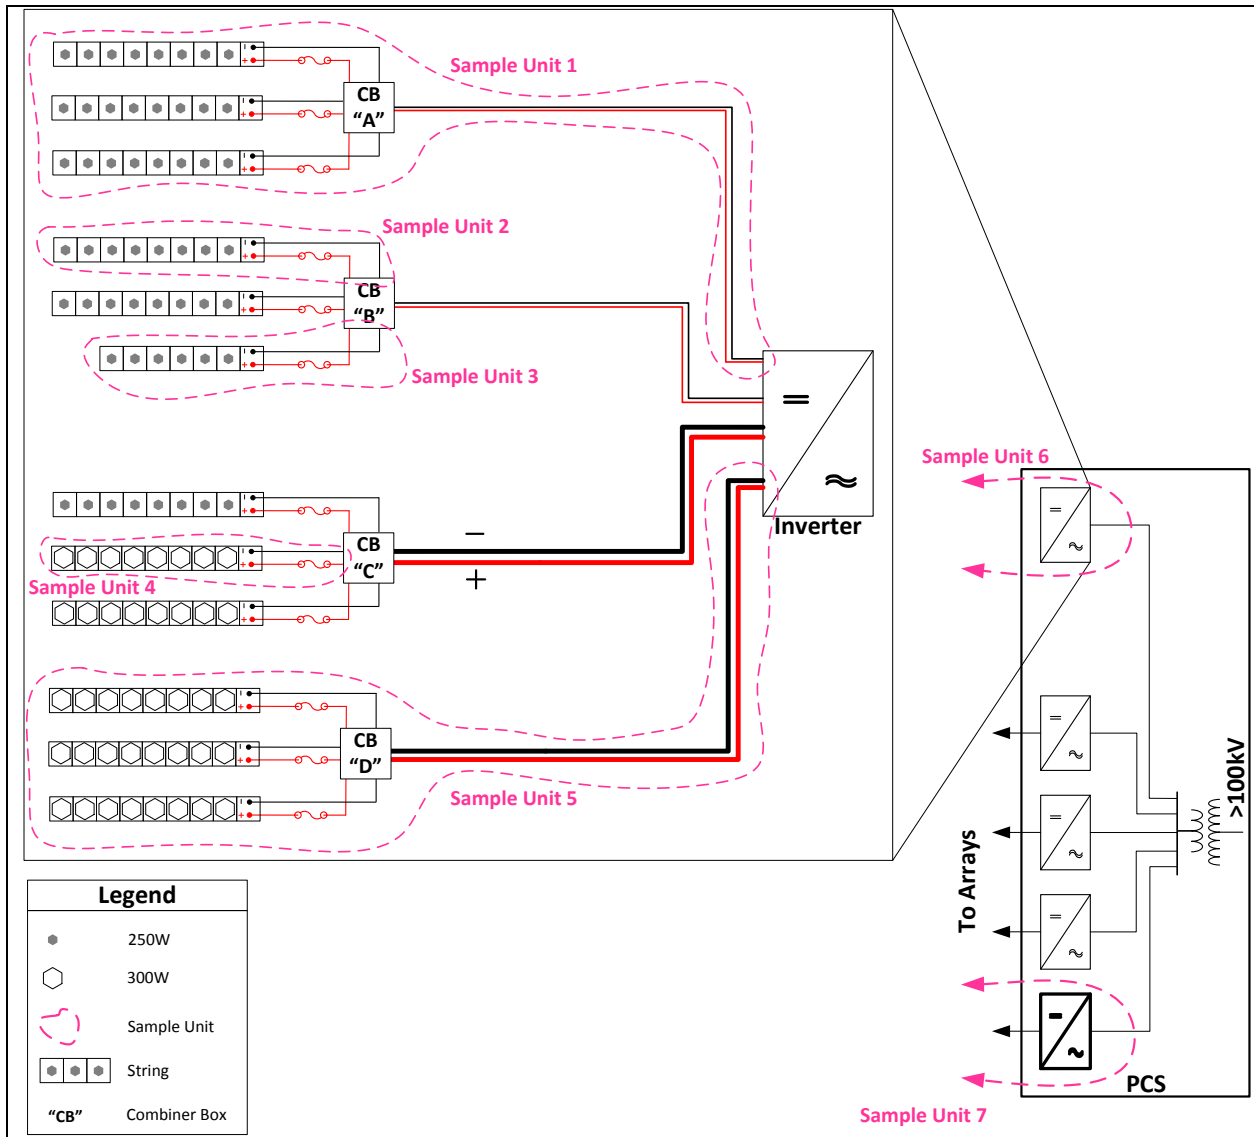 Sample Unit 1
CB
"A"
Sample Unit 2
CB
"B"
Sample Unit 3
Inverter
Sample Unit 6
CB
"C"
Sample Unit 4
−
+
CB
"D"
Sample Unit 5
>100kV
To Arrays
PCS
Sample Unit 7
Legend
250W
300W
Sample Unit
String
"CB" Combiner Box